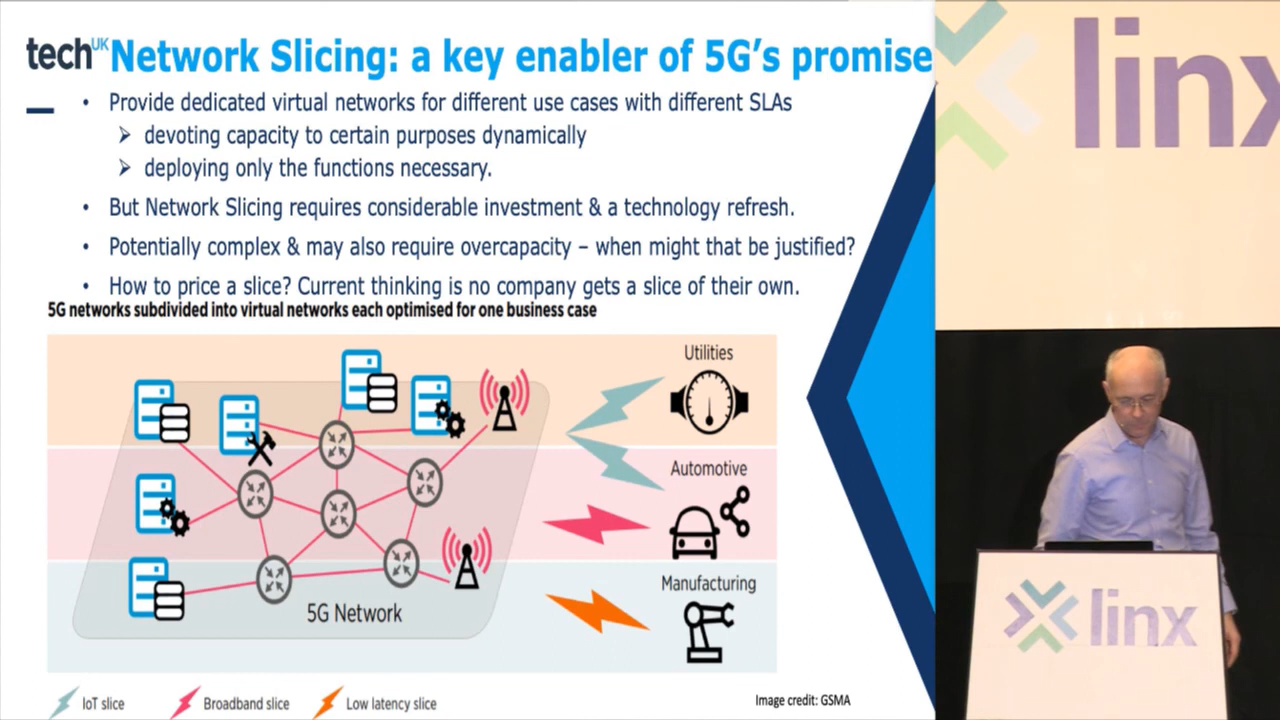 techUK Network Slicing: a key enabler of 5G's promise
• Provide dedicated virtual networks for different use cases with different SLAs
➢ devoting capacity to certain purposes dynamically
➢ deploying only the functions necessary.
• But Network Slicing requires considerable investment & a technology refresh.
• Potentially complex & may also require overcapacity – when might that be justified?
• How to price a slice? Current thinking is no company gets a slice of their own.
5G networks subdivided into virtual networks each optimised for one business case
Utilities
Automotive
Manufacturing
5G Network
IoT slice
Broadband slice
Low latency slice
Image credit: GSMA
linx
linx